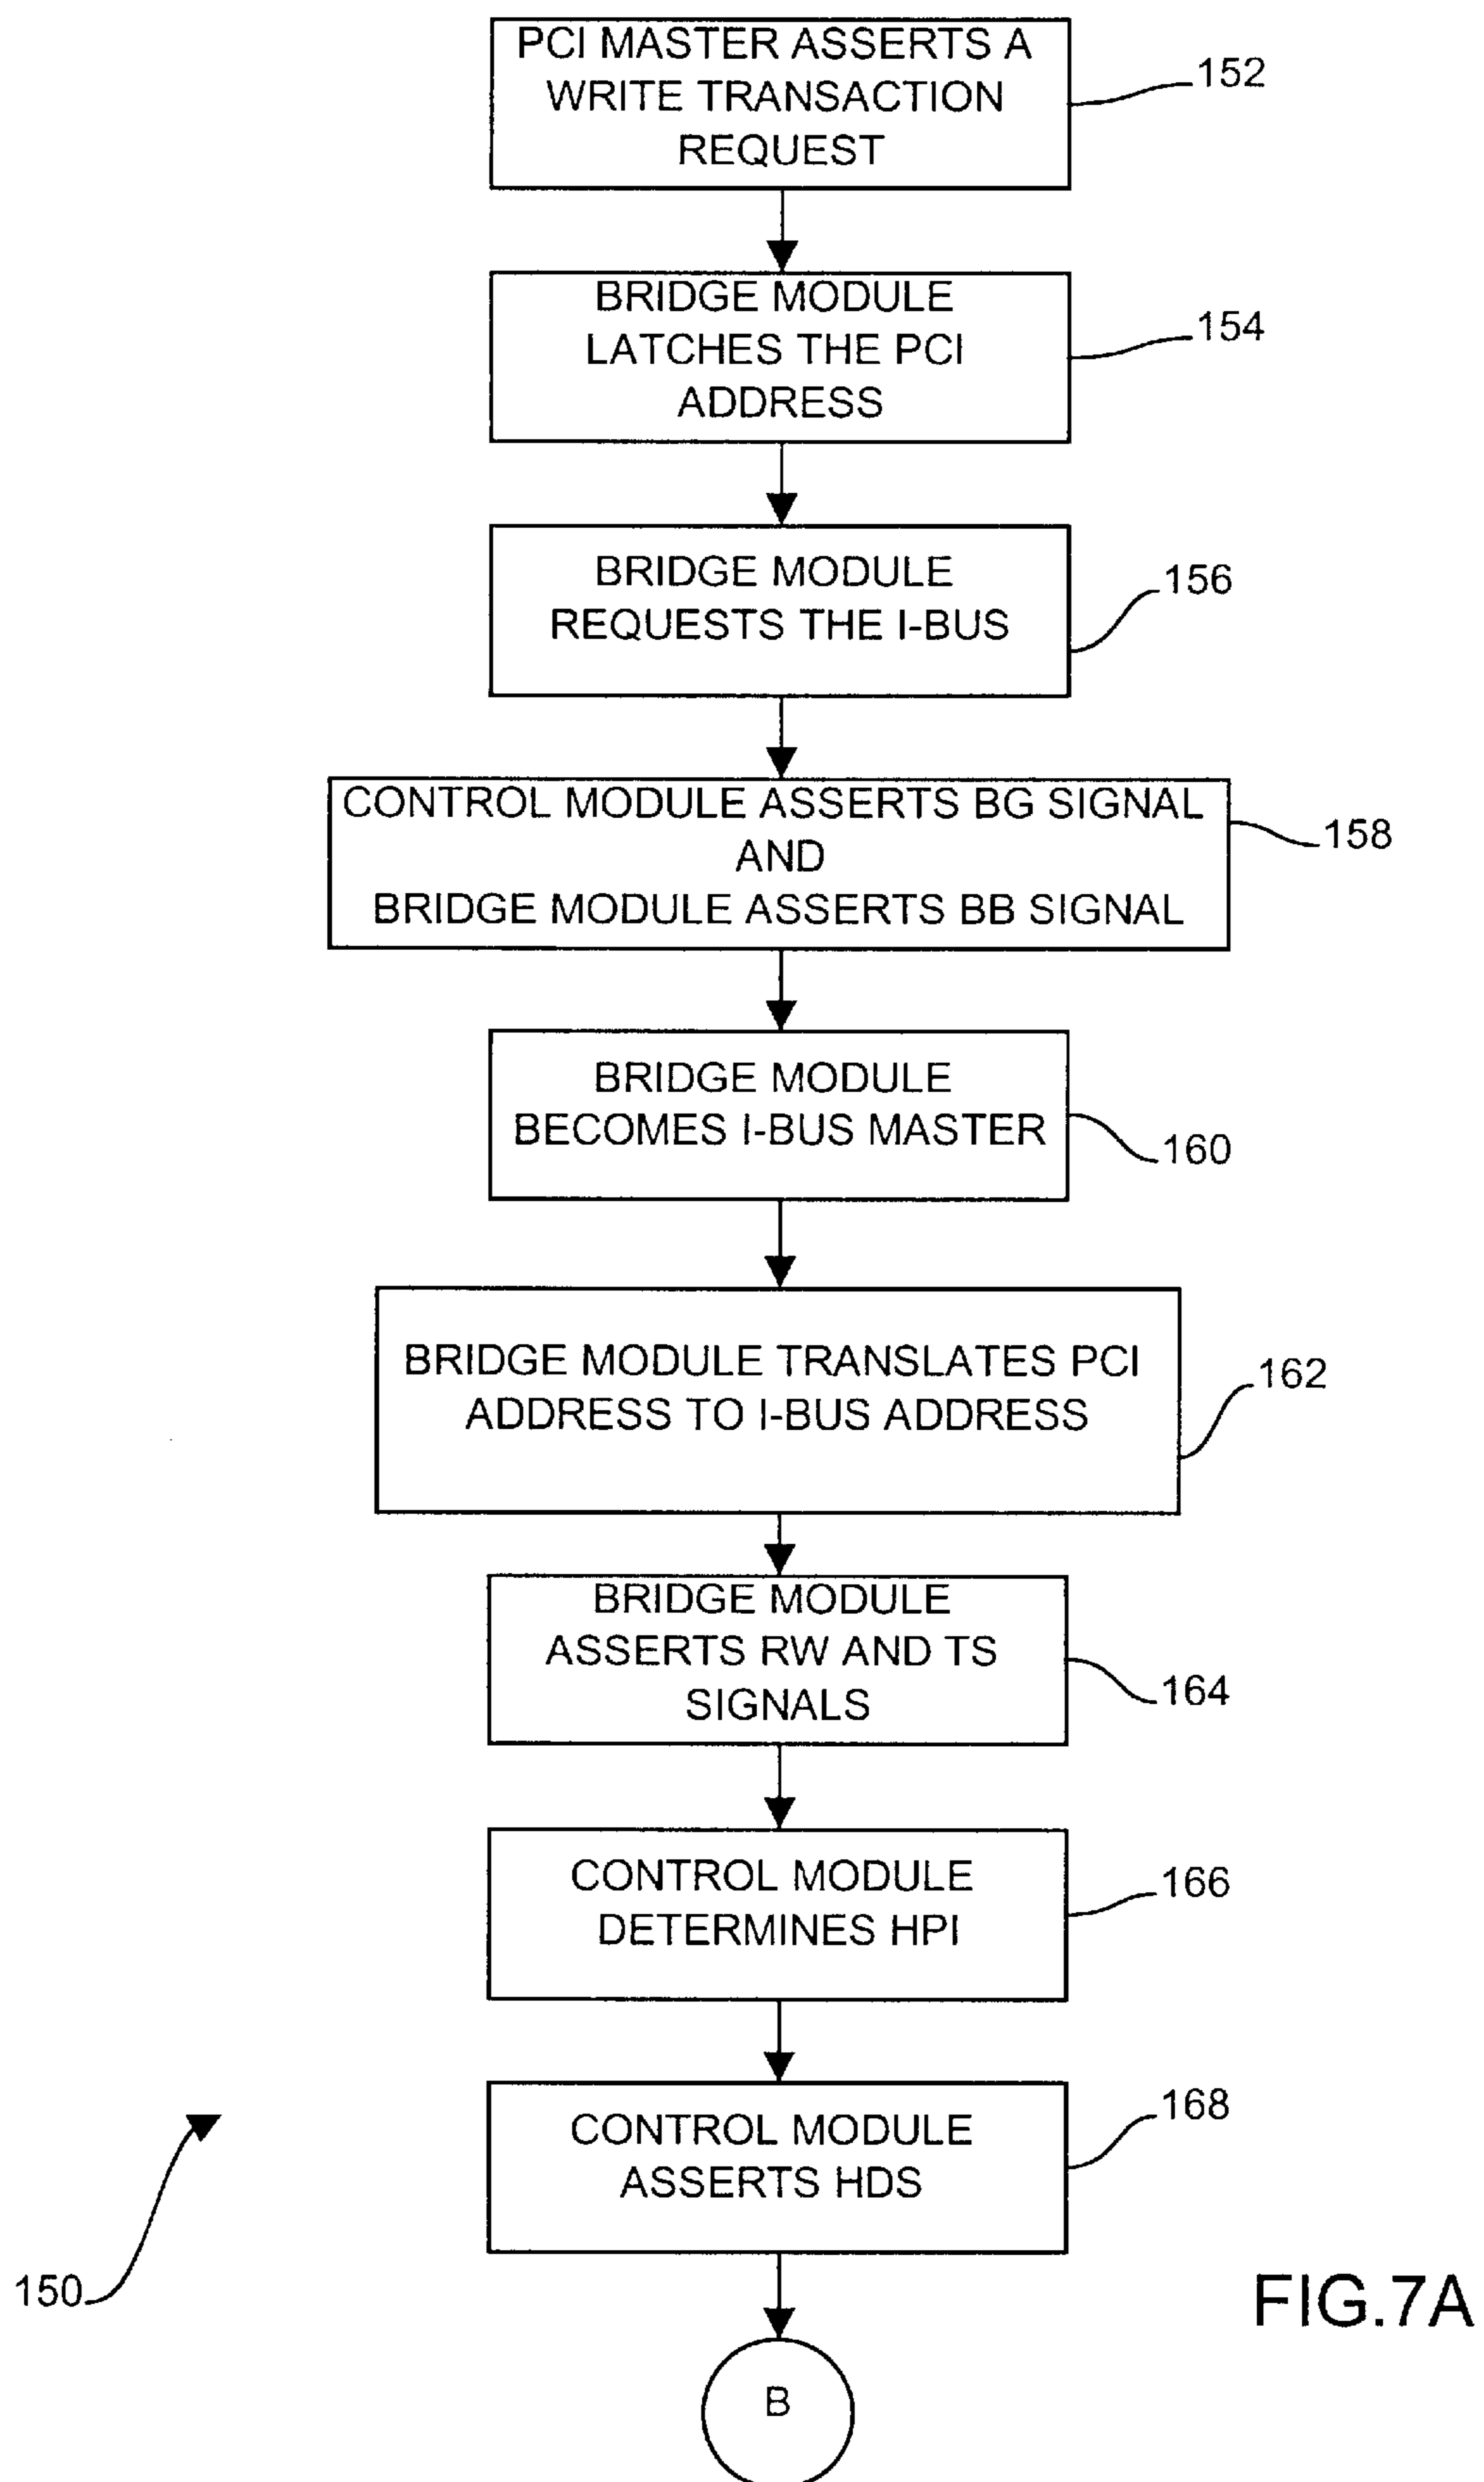 PCI MASTER ASSERTS A
WRITE TRANSACTION
REQUEST
152
BRIDGE MODULE
LATCHES THE PCI
ADDRESS
154
BRIDGE MODULE
REQUESTS THE I-BUS
156
CONTROL MODULE ASSERTS BG SIGNAL
AND
BRIDGE MODULE ASSERTS BB SIGNAL
158
BRIDGE MODULE
BECOMES I-BUS MASTER
160
BRIDGE MODULE TRANSLATES PCI
ADDRESS TO I-BUS ADDRESS
162
BRIDGE MODULE
ASSERTS RW AND TS
SIGNALS
164
CONTROL MODULE
DETERMINES HPI
166
CONTROL MODULE
ASSERTS HDS
168
150
FIG.7A
B